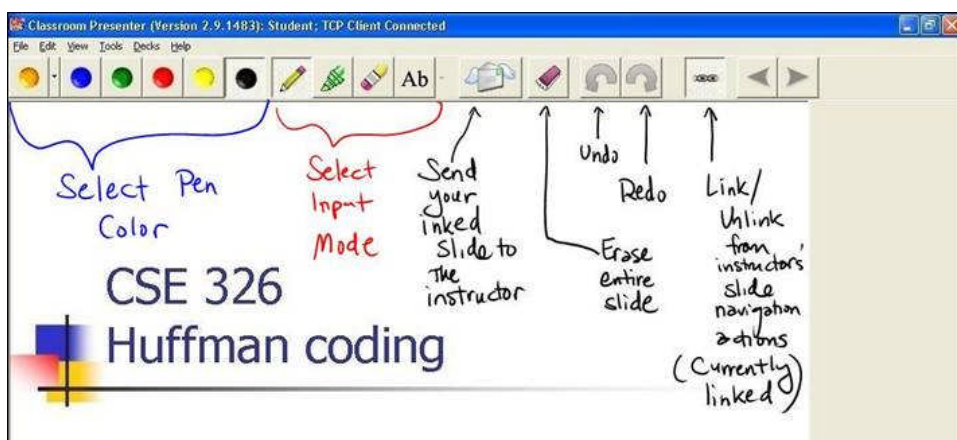 Classroom Presenter (Version 2.9.1483): Student; TCP Client Connected
File Edit View Tools Decks Help
Ab
Select Pen
Color
Select
Input
Mode
Send
your
inked
slide to
The
instructor
Undo
Redo
Erase
entire
slide
Link/
Unlink
from
instructor's
slide
navigation
actions
(Currently
linked)
CSE 326
Huffman coding